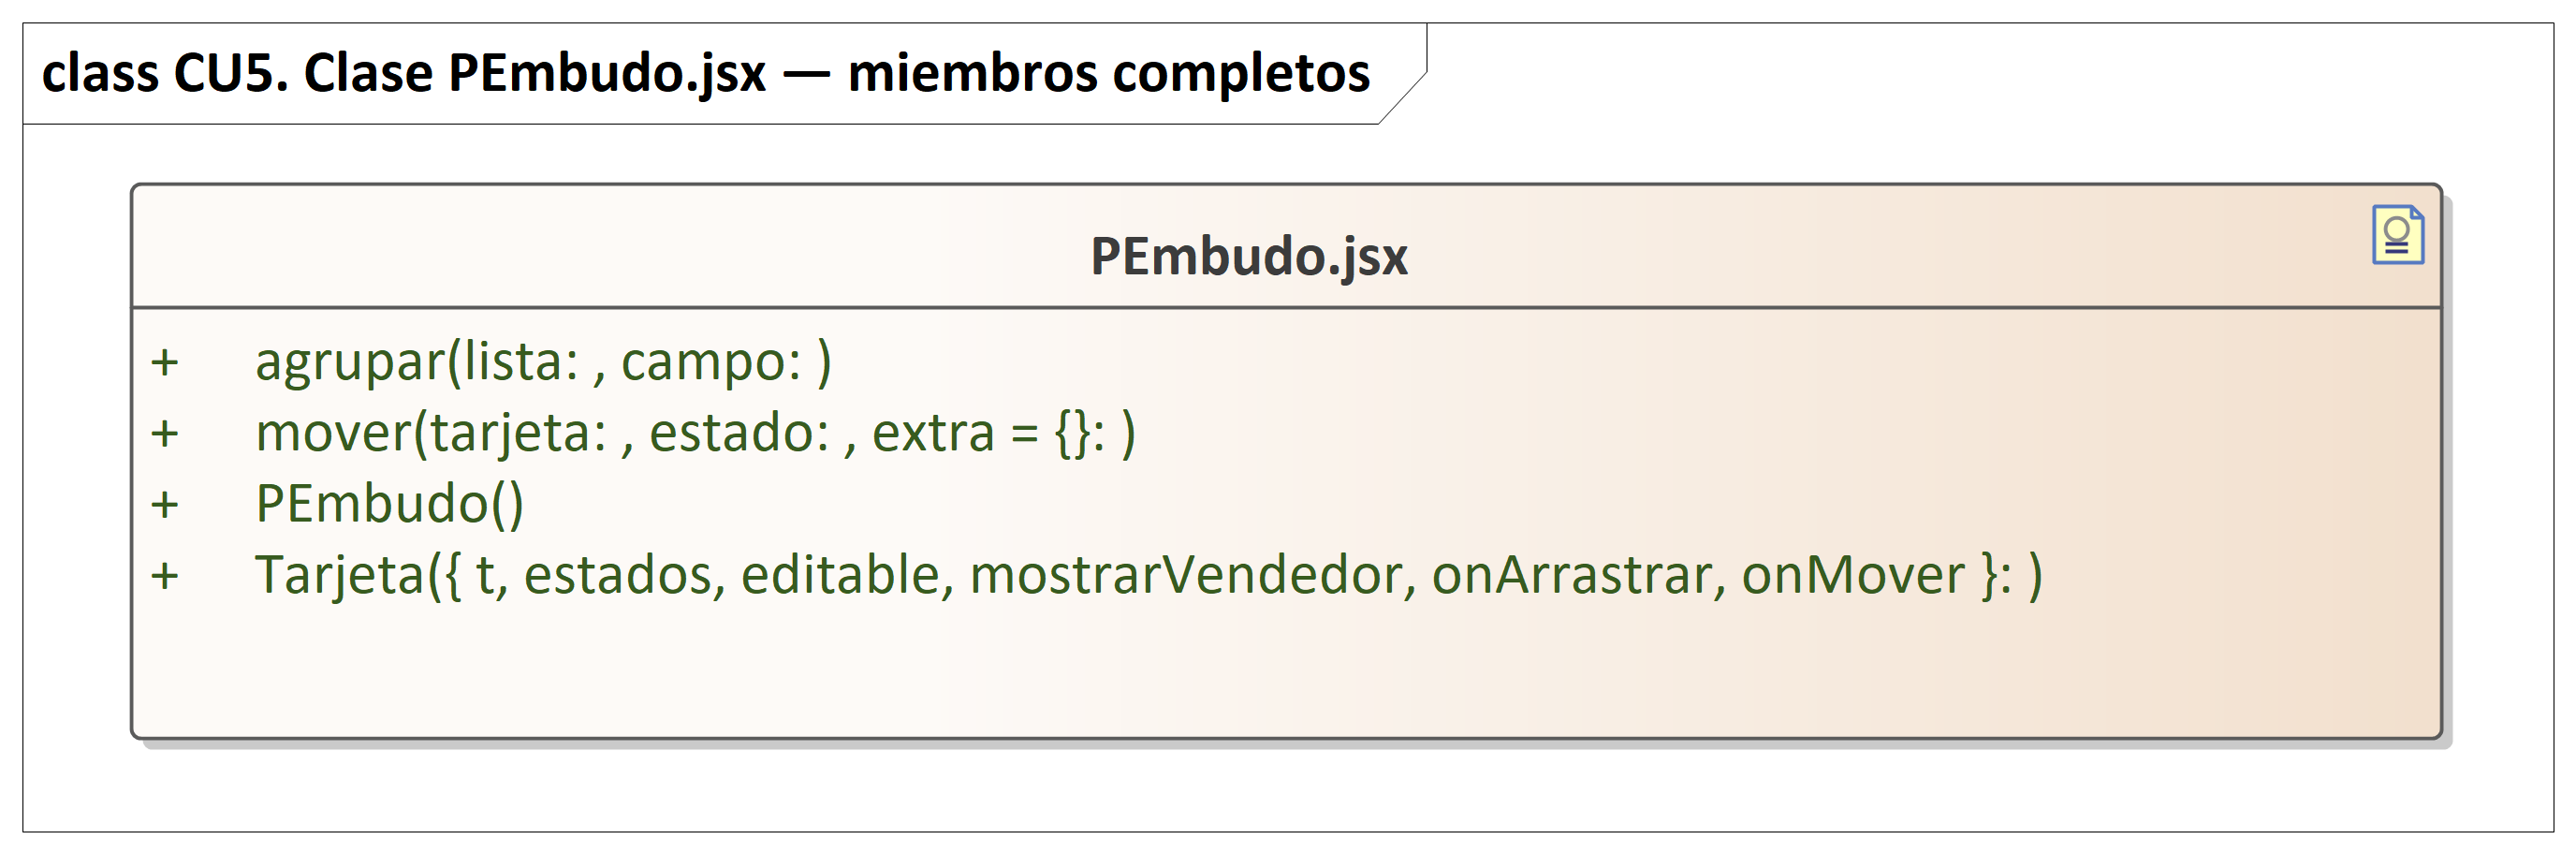 class CU5. Clase PEmbudo.jsx — miembros completos
PEmbudo.jsx
+ agrupar(lista: , campo: )
+ mover(tarjeta: , estado: , extra = {}: )
+ PEmbudo()
+ Tarjeta({ t, estados, editable, mostrarVendedor, onArrastrar, onMover }: )